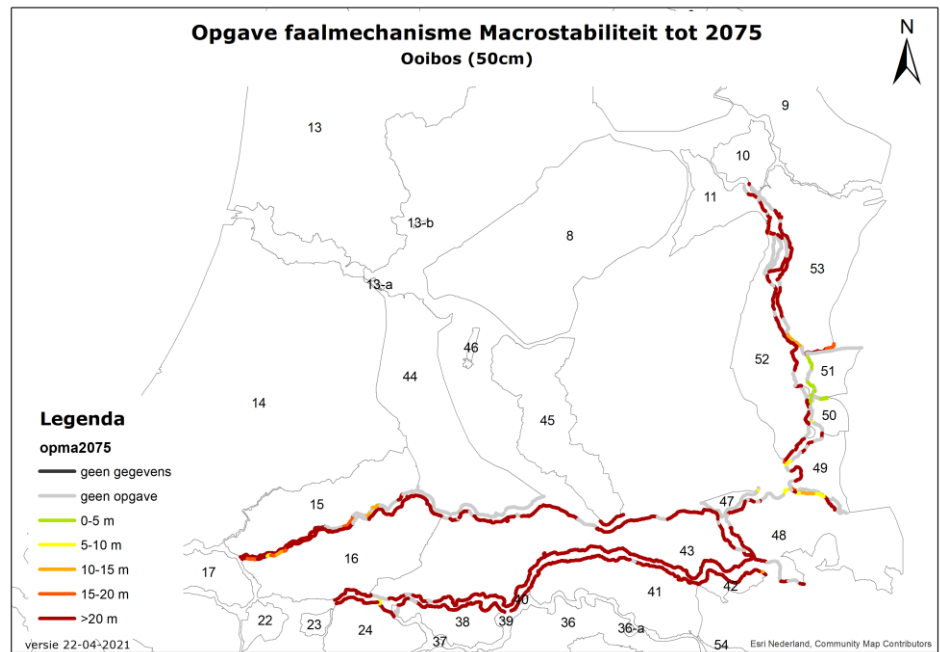 Opgave faalmechanisme Macrostabiliteit tot 2075
Ooibos (50cm)
N
9
13
10
11
13-b
8
53
13-a
46
52
51
44
14
45
50
49
15
47
48
16
43
17
42
41
40
22
23
24
37
38
39
36
36-a
54
Legenda
opma2075
geen gegevens
geen opgave
0-5 m
5-10 m
10-15 m
15-20 m
>20 m
versie 22-04-2021
Esri Nederland, Community Map Contributors